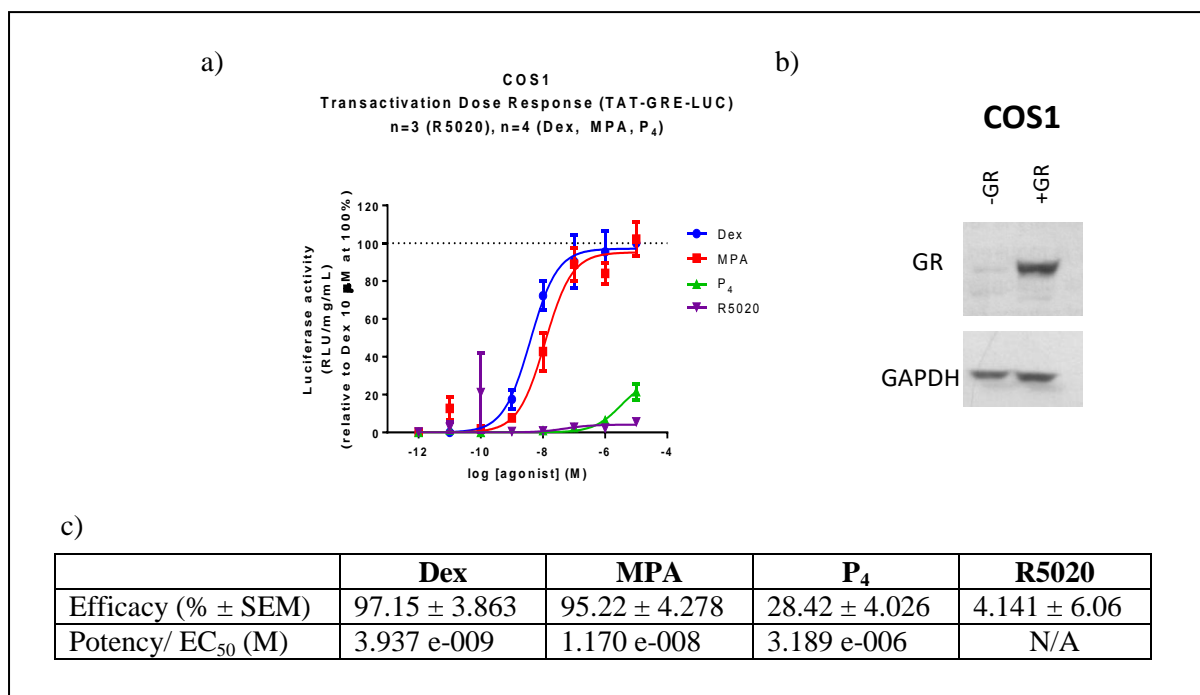 a)
COS1
Transactivation Dose Response (TAT-GRE-LUC)
n=3 (R5020), n=4 (Dex, MPA, P₄)
Luciferase activity
(RLU/mg/mL)
(relative to Dex 10 µM at 100%)
120
100
80
60
40
20
0
-12
-10
-8
-6
-4
log [agonist] (M)
Dex
MPA
P₄
R5020
b)
COS1
-GR
+GR
GR
GAPDH
c)
Dex MPA P₄ R5020
Efficacy (% ± SEM) 97.15 ± 3.863 95.22 ± 4.278 28.42 ± 4.026 4.141 ± 6.06
Potency/ EC₅₀ (M) 3.937 e-009 1.170 e-008 3.189 e-006 N/A